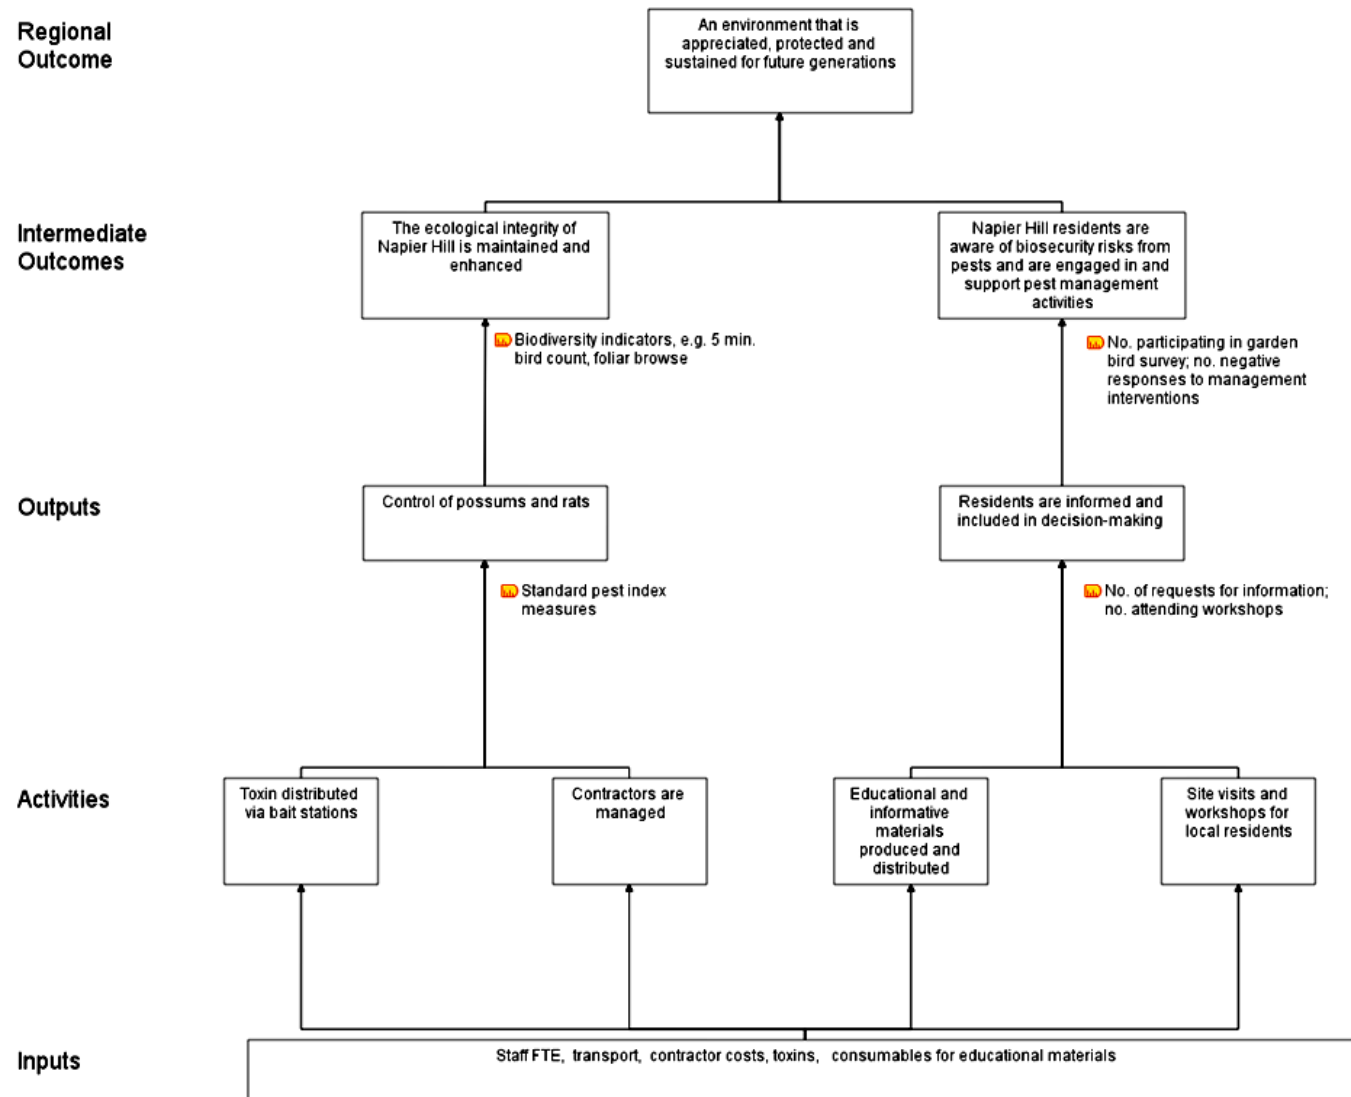 Regional
Outcome
An environment that is
appreciated, protected and
sustained for future generations
Intermediate
Outcomes
The ecological integrity of
Napier Hill is maintained and
enhanced
Napier Hill residents are
aware of biosecurity risks from
pests and are engaged in and
support pest management
activities
Biodiversity indicators, e.g. 5 min.
bird count, foliar browse
No. participating in garden
bird survey; no. negative
responses to management
interventions
Outputs
Control of possums and rats
Residents are informed and
included in decision-making
Standard pest index
measures
No. of requests for information;
no. attending workshops
Activities
Toxin distributed
via bait stations
Contractors are
managed
Educational and
informative
materials
produced and
distributed
Site visits and
workshops for
local residents
Inputs
Staff FTE, transport, contractor costs, toxins, consumables for educational materials